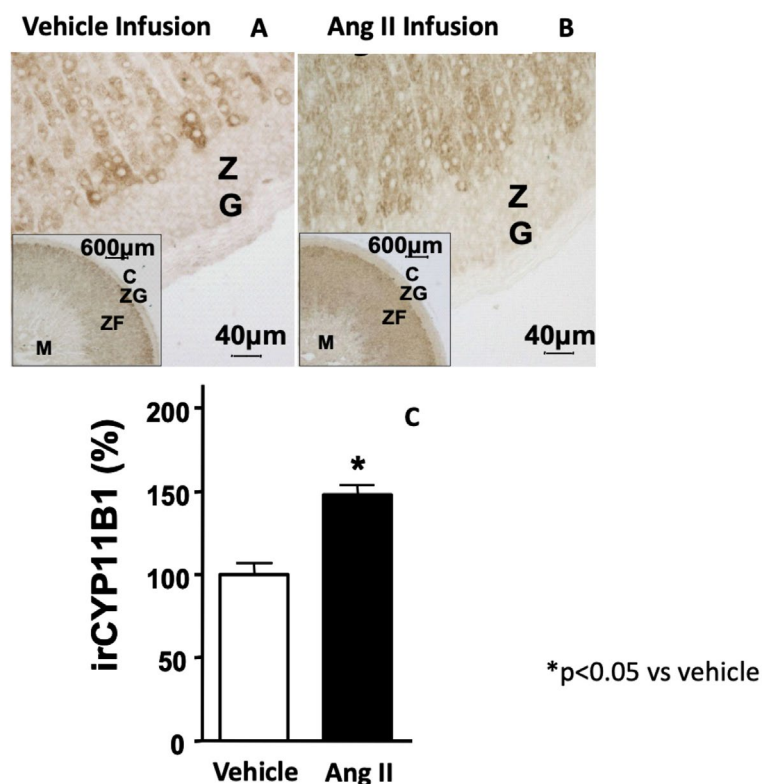 Vehicle Infusion A
Ang II Infusion B
Z
G
600µm
C
ZG
ZF
M
40µm
Z
G
600µm
C
ZG
ZF
M
40µm
C
irCYP11B1 (%)
200
150
100
50
0
*
Vehicle
Ang II
*p<0.05 vs vehicle